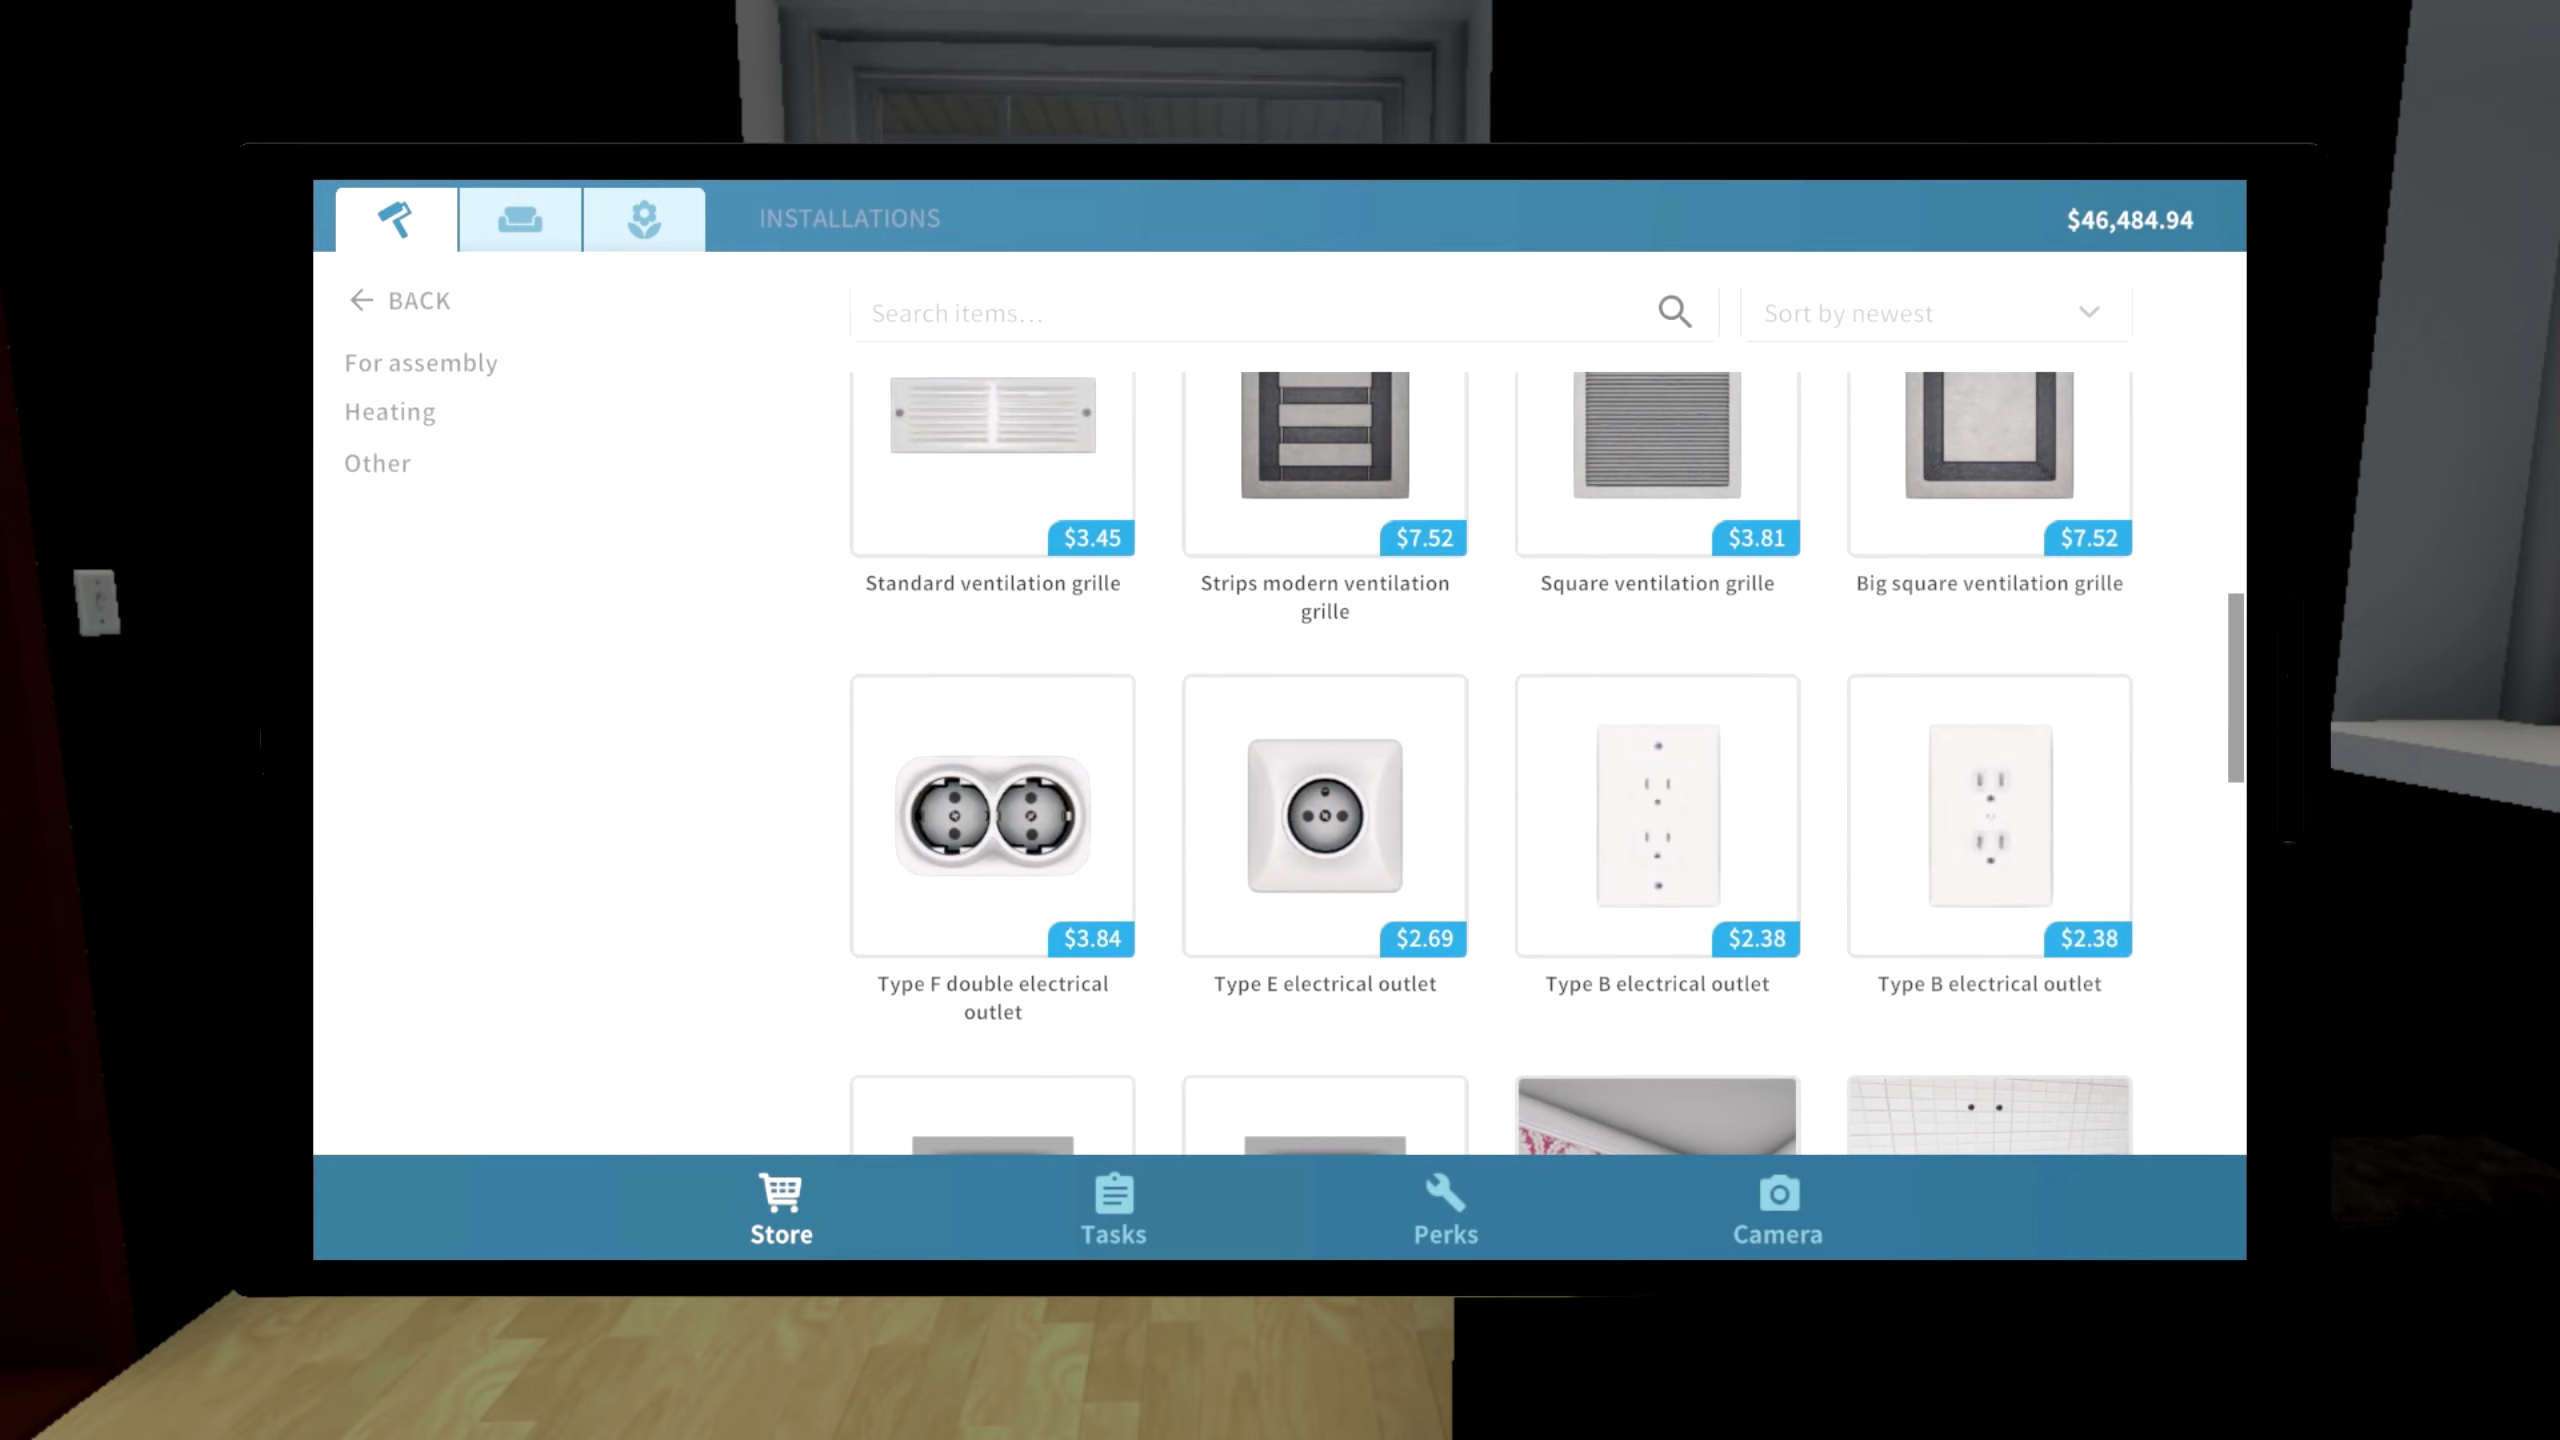 INSTALLATIONS
$46,484.94
BACK
Search items...
Sort by newest
For assembly
Heating
Other
$3.45
$7.52
$3.81
$7.52
Standard ventilation grille
Strips modern ventilation
grille
Square ventilation grille
Big square ventilation grille
$3.84
$2.69
$2.38
$2.38
Type F double electrical
outlet
Type E electrical outlet
Type B electrical outlet
Type B electrical outlet
Store
Tasks
Perks
Camera